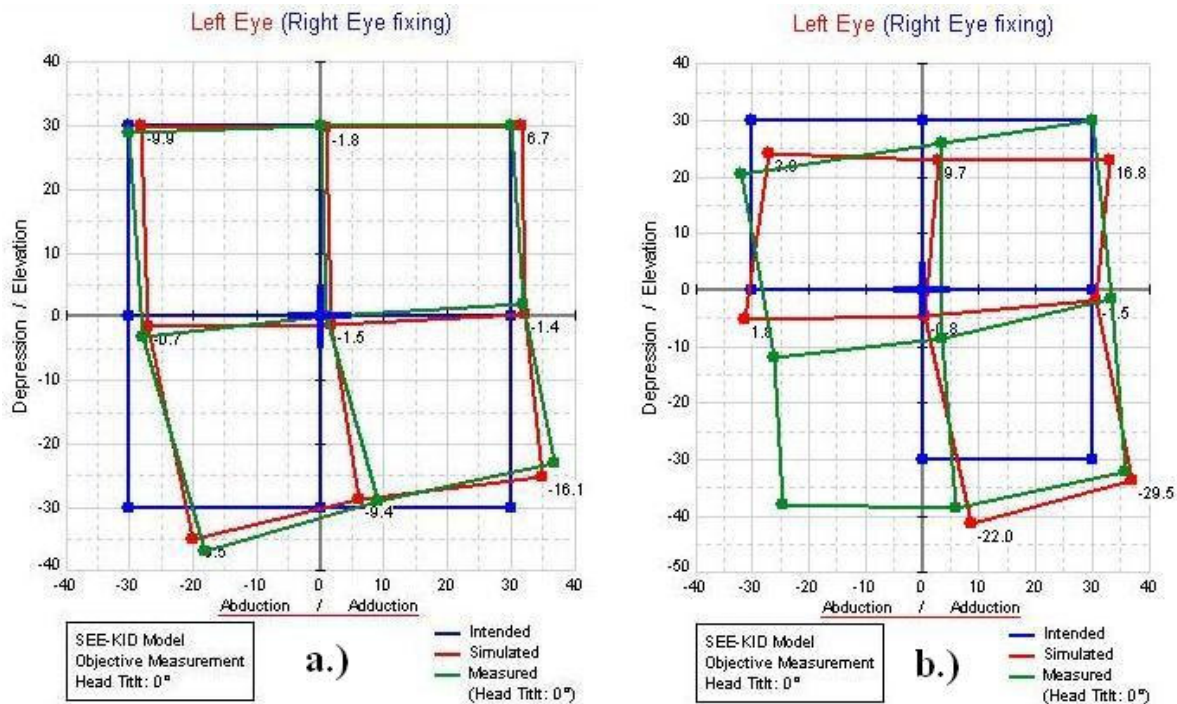 Left Eye (Right Eye fixing)
40
30
20
10
0
-10
-20
-30
-40
-40
-30
-20
-10
0
10
20
30
40
-9.9
-1.8
6.7
-0.7
-1.5
-1.4
-9.4
-16.1
Depression / Elevation
Abduction / Adduction
SEE-KID Model
Objective Measurement
Head Titlt: 0°
a.)
Intended
Simulated
Measured
(Head Titlt: 0°)
Left Eye (Right Eye fixing)
40
30
20
10
0
-10
-20
-30
-40
-50
-40
-30
-20
-10
0
10
20
30
40
9.7
16.8
1.8
-1.5
-22.0
-29.5
Depression / Elevation
Abduction / Adduction
SEE-KID Model
Objective Measurement
Head Titlt: 0°
b.)
Intended
Simulated
Measured
(Head Titlt: 0°)